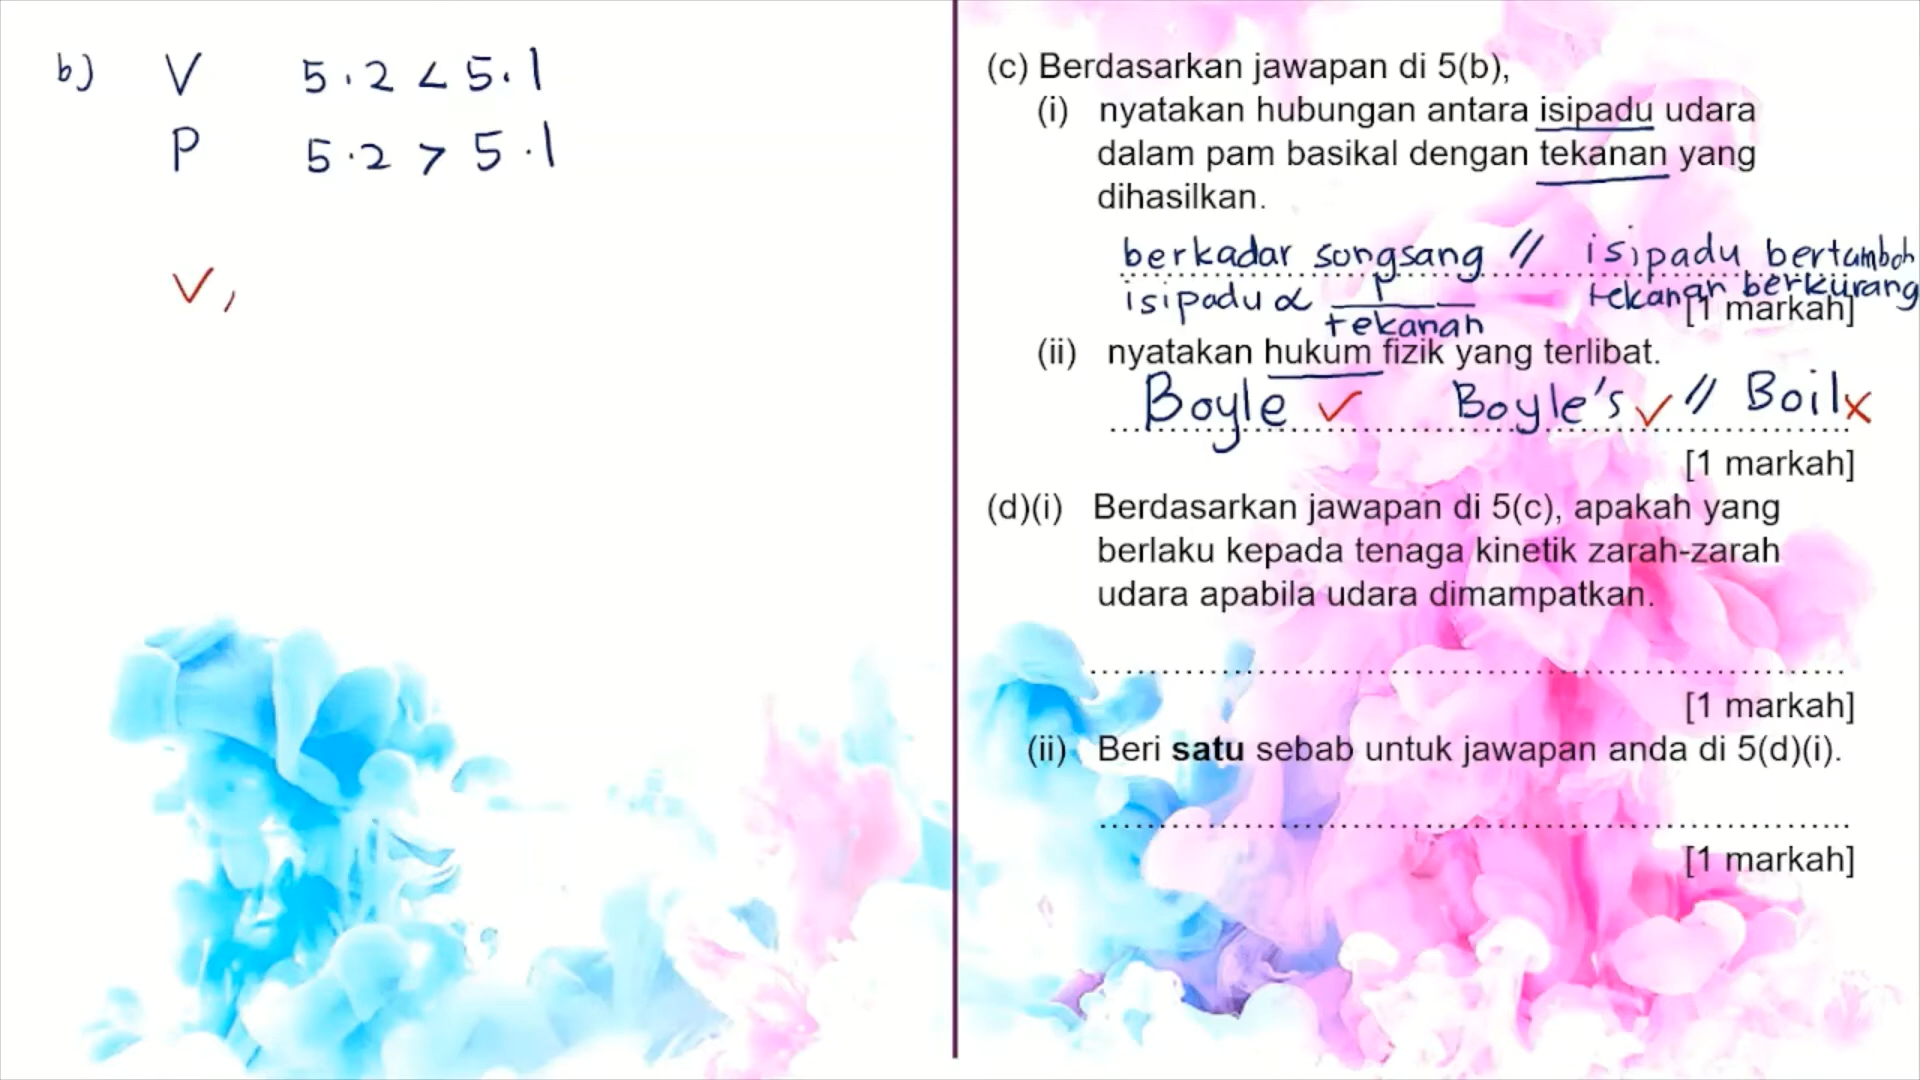 b) V 5.2 < 5.1
P 5.2 > 5.1
V,
(c) Berdasarkan jawapan di 5(b),
(i) nyatakan hubungan antara isipadu udara
dalam pam basikal dengan tekanan yang
dihasilkan.
berkadar songsang // isipadu bertambah
isipadu ∝ 1/tekanan tekanan berkurang
[1 markah]
(ii) nyatakan hukum fizik yang terlibat.
Boyle ✓ Boyle's ✓ // Boil x
[1 markah]
(d)(i) Berdasarkan jawapan di 5(c), apakah yang
berlaku kepada tenaga kinetik zarah-zarah
udara apabila udara dimampatkan.
[1 markah]
(ii) Beri satu sebab untuk jawapan anda di 5(d)(i).
[1 markah]